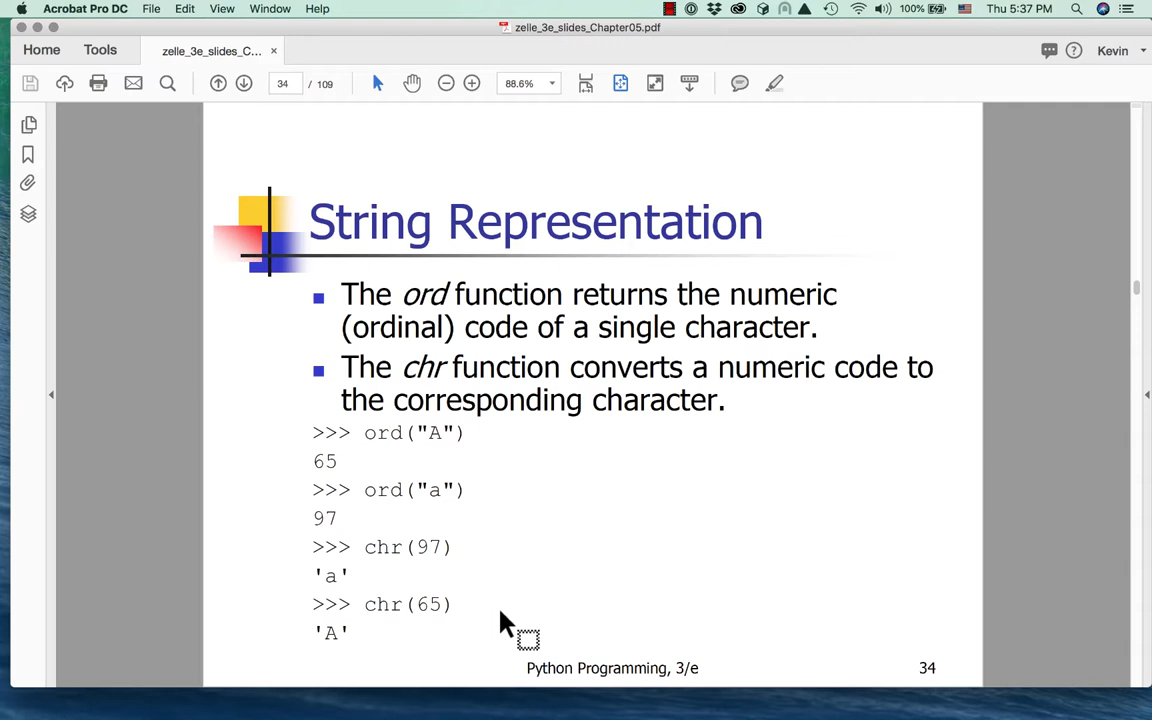 Acrobat Pro DC File Edit View Window Help 100% Thu 5:37 PM
zelle_3e_slides_Chapter05.pdf
Home Tools zelle_3e_slides_C... × ? Kevin
34 / 109 88.6%
String Representation
The ord function returns the numeric
(ordinal) code of a single character.
The chr function converts a numeric code to
the corresponding character.
>>> ord("A")
65
>>> ord("a")
97
>>> chr(97)
'a'
>>> chr(65)
'A'
Python Programming, 3/e 34